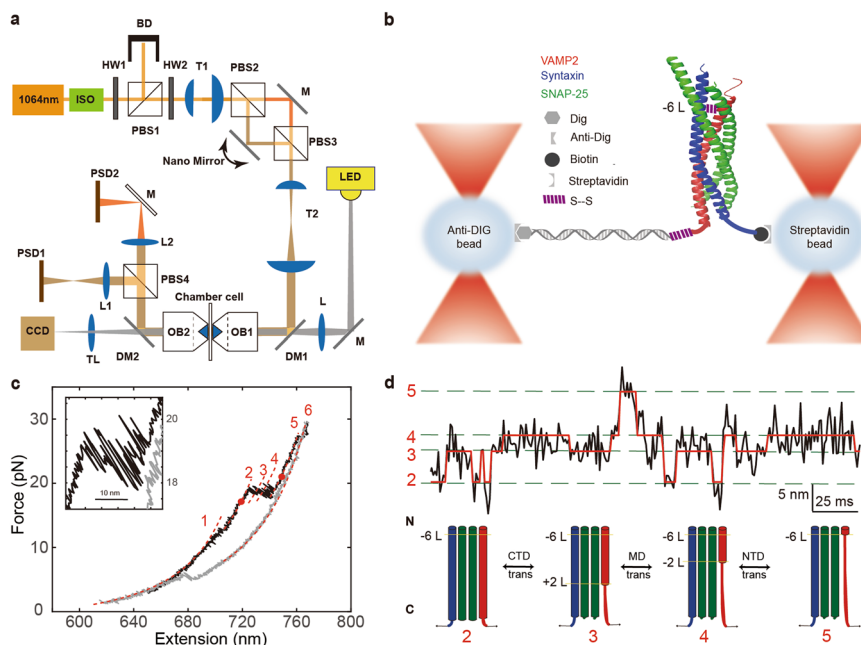 a
BD
HW1
HW2
T1
PBS2
M
1064nm
ISO
PBS1
PBS3
Nano Mirror
LED
PSD2
M
T2
L2
PSD1
PBS4
L1
Chamber cell
CCD
OB2
OB1
L
M
TL
DM2
DM1
b
VAMP2
Syntaxin
SNAP-25
-6 L
Dig
Anti-Dig
Biotin
Streptavidin
S--S
Anti-DIG
bead
Streptavidin
bead
c
Force (pN)
30
20
10
0
20
18
10 nm
1
2
3
4
5
6
600
640
680
720
760
800
Extension (nm)
d
5
4
3
2
5 nm
25 ms
N
C
-6 L
CTD
trans
-6 L
+2 L
MD
trans
-6 L
-2 L
NTD
trans
-6 L
2
3
4
5